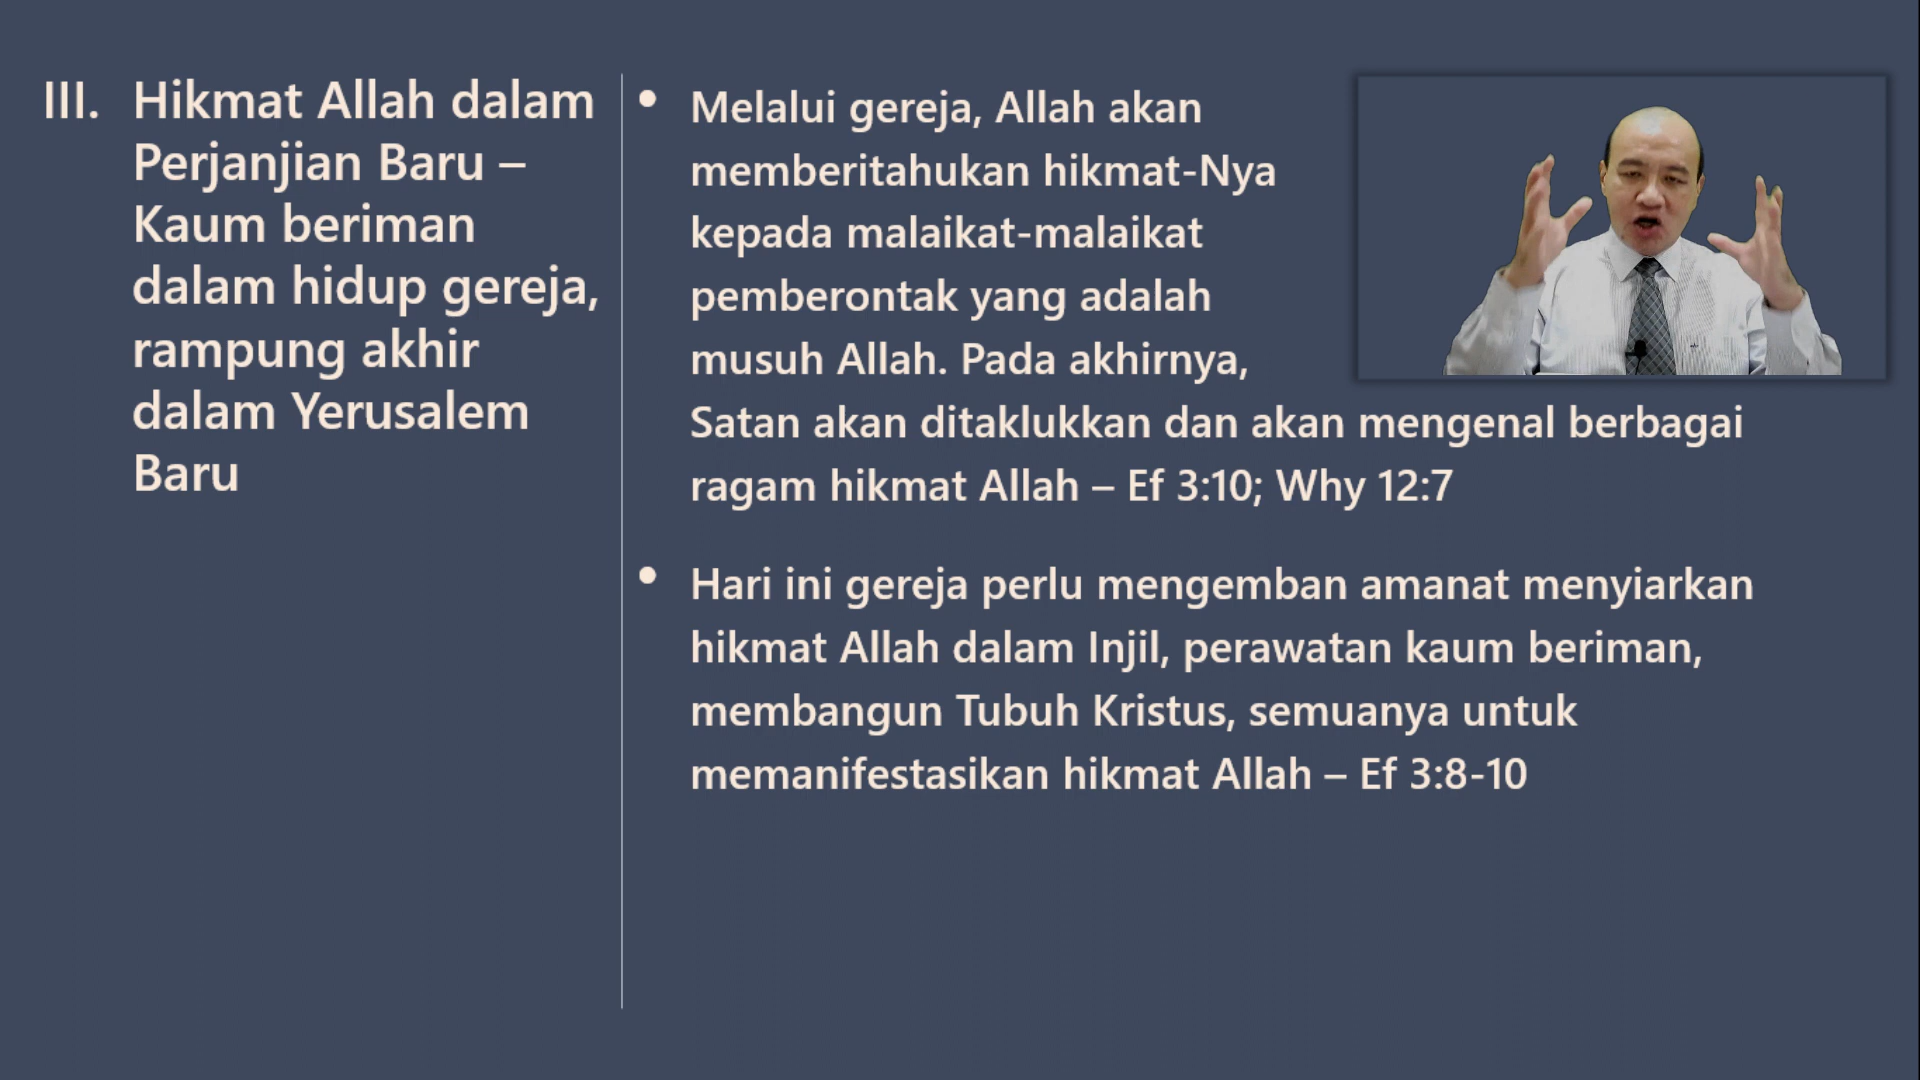 III. Hikmat Allah dalam
Perjanjian Baru –
Kaum beriman
dalam hidup gereja,
rampung akhir
dalam Yerusalem
Baru
• Melalui gereja, Allah akan
memberitahukan hikmat-Nya
kepada malaikat-malaikat
pemberontak yang adalah
musuh Allah. Pada akhirnya,
Satan akan ditaklukkan dan akan mengenal berbagai
ragam hikmat Allah – Ef 3:10; Why 12:7
• Hari ini gereja perlu mengemban amanat menyiarkan
hikmat Allah dalam Injil, perawatan kaum beriman,
membangun Tubuh Kristus, semuanya untuk
memanifestasikan hikmat Allah – Ef 3:8-10